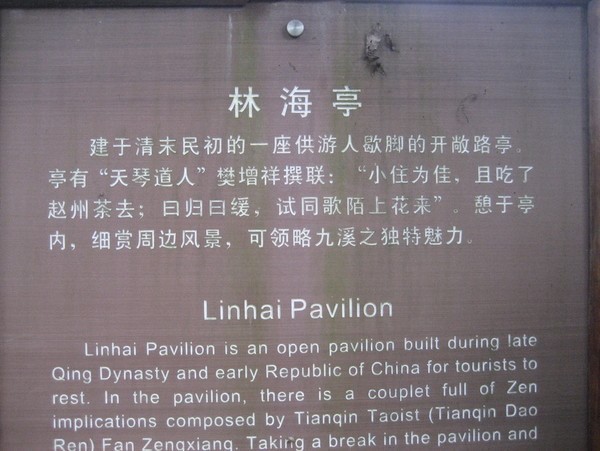 林海亭
建于清末民初的一座供游人歇脚的开敞路亭。
亭有“天琴道人”樊增祥撰联：“小住为佳，且吃了
赵州茶去；曰归曰缓，试同歌陌上花来”。憩于亭
内，细赏周边风景，可领略九溪之独特魅力。
Linhai Pavilion
Linhai Pavilion is an open pavilion built during late
Qing Dynasty and early Republic of China for tourists to
rest. In the pavilion, there is a couplet full of Zen
implications composed by Tianqin Taoist (Tianqin Dao
Ren) Fan Zengxiang. Taking a break in the pavilion and